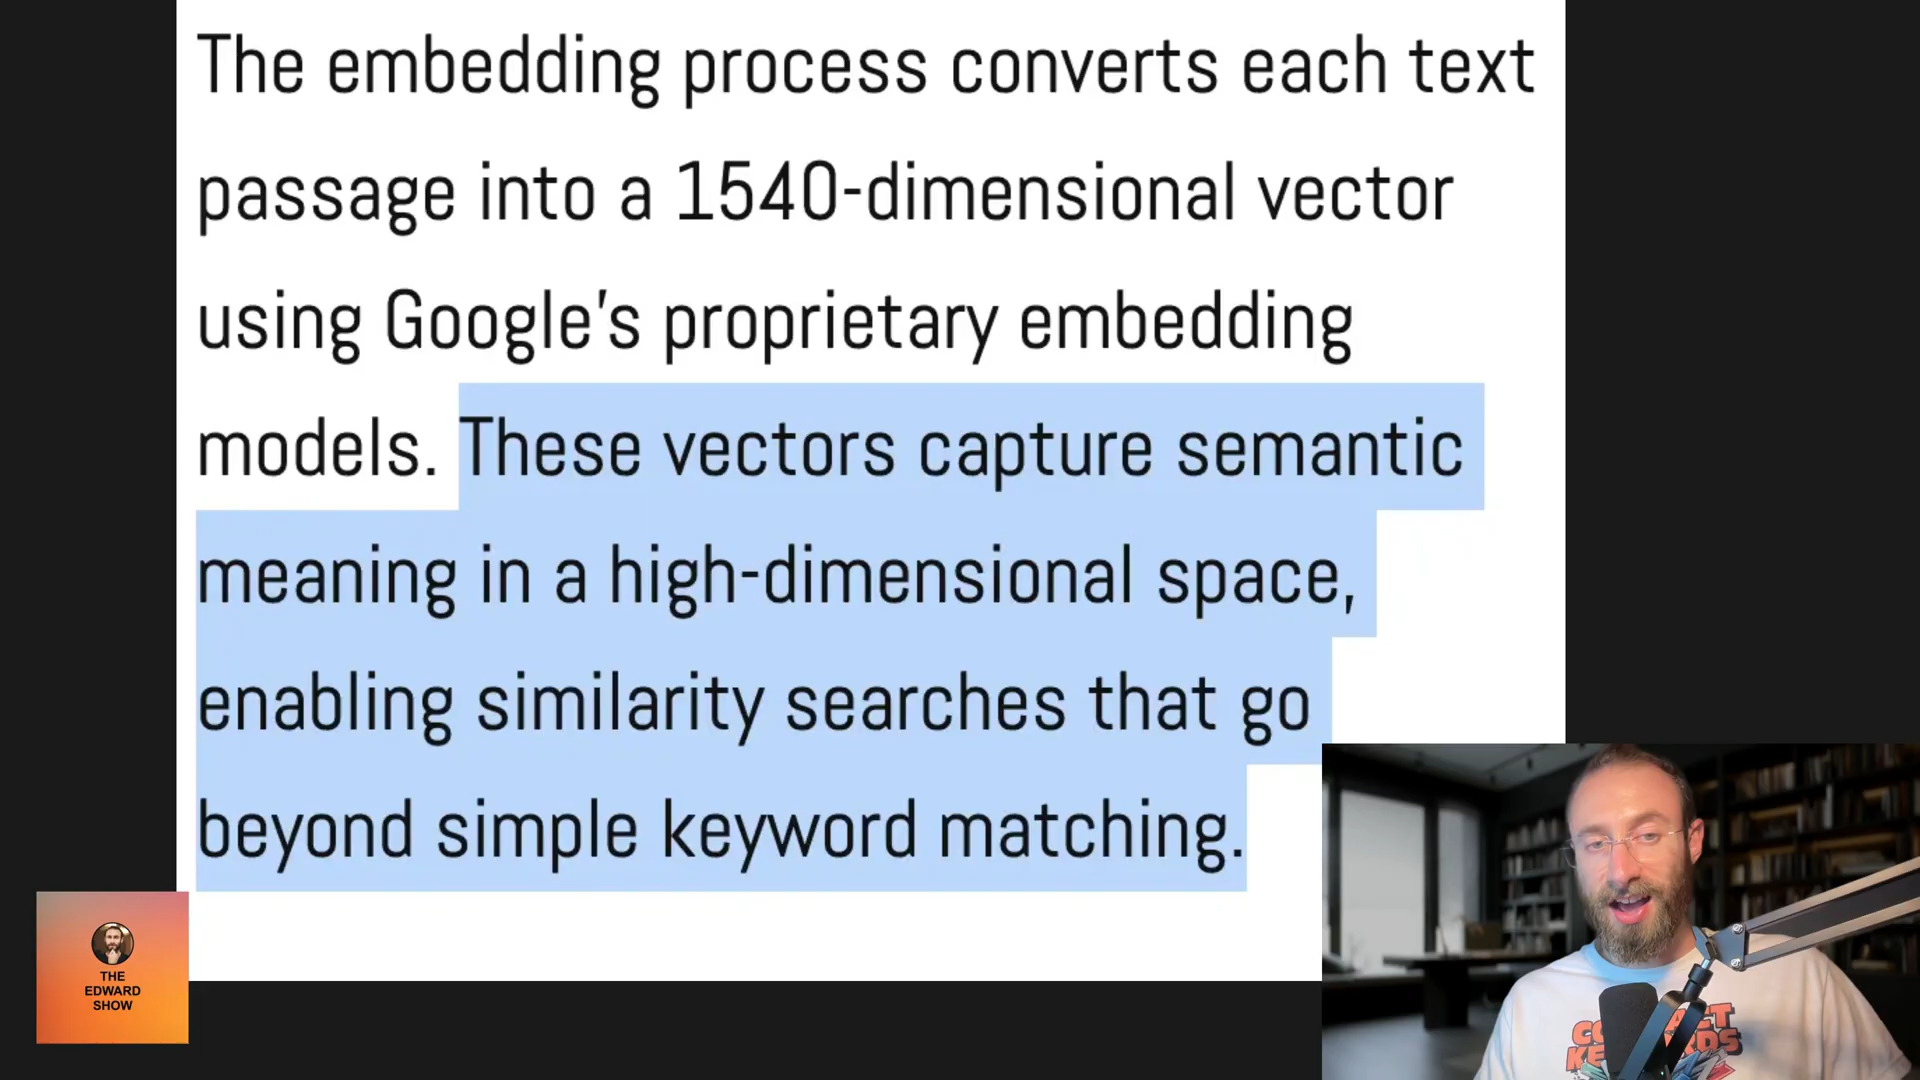 The embedding process converts each text
passage into a 1540-dimensional vector
using Google's proprietary embedding
models. These vectors capture semantic
meaning in a high-dimensional space,
enabling similarity searches that go
beyond simple keyword matching.
THE
EDWARD
SHOW